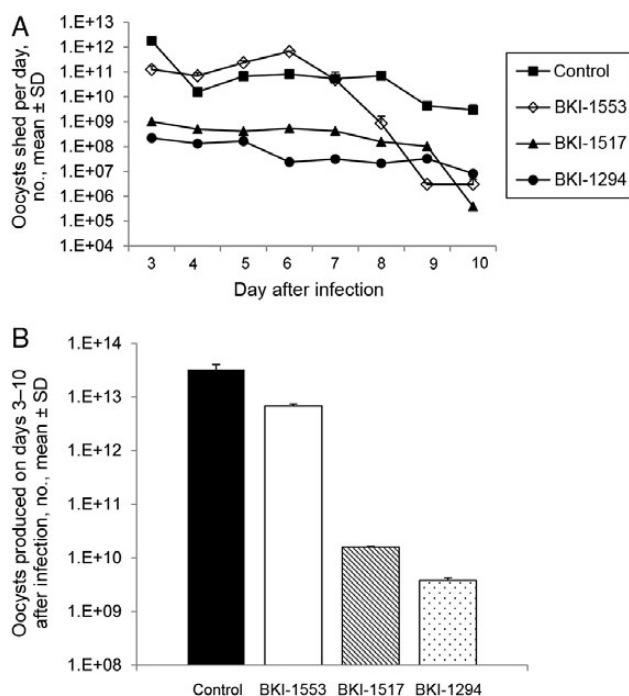 A
Oocysts shed per day,
no., mean ± SD
1.E+13
1.E+12
1.E+11
1.E+10
1.E+09
1.E+08
1.E+07
1.E+06
1.E+05
1.E+04
3 4 5 6 7 8 9 10
Day after infection
Control
BKI-1553
BKI-1517
BKI-1294
B
Oocysts produced on days 3–10
after infection, no., mean ± SD
1.E+14
1.E+13
1.E+12
1.E+11
1.E+10
1.E+09
1.E+08
Control BKI-1553 BKI-1517 BKI-1294